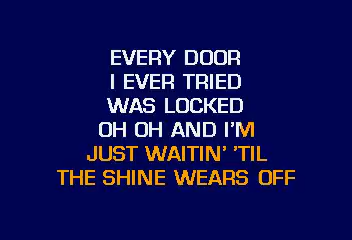 EVERY DOOR
I EVER TRIED
WAS LOCKED
OH OH AND I'M
JUST WAITIN' 'TIL
THE SHINE WEARS OFF